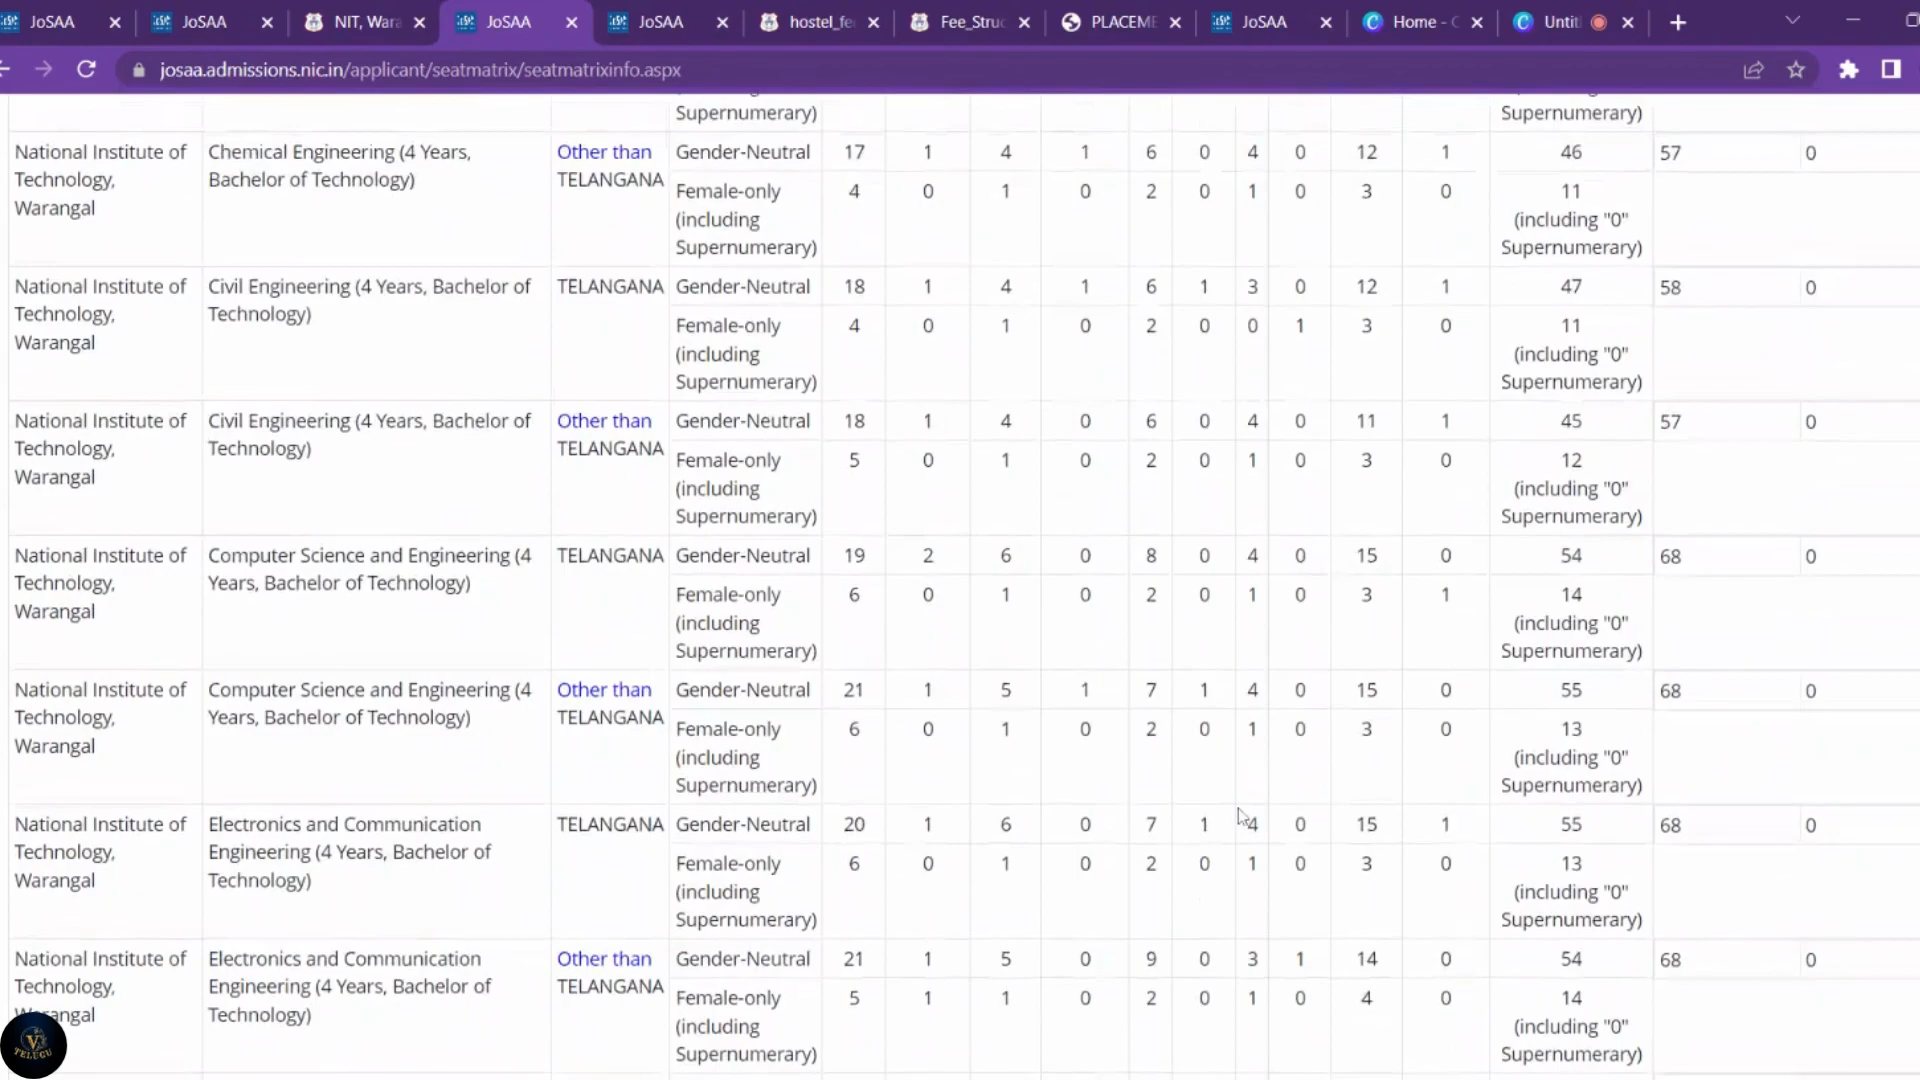 JoSAA
JoSAA
NIT, Wara
JoSAA
JoSAA
hostel_fe
Fee_Struc
PLACEME
JoSAA
Home - C
Untit
josaa.admissions.nic.in/applicant/seatmatrix/seatmatrixinfo.aspx
Supernumerary) Supernumerary)
National Institute of Chemical Engineering (4 Years, Other than Gender-Neutral 17 1 4 1 6 0 4 0 12 1 46 57 0
Technology, Bachelor of Technology) TELANGANA Female-only 4 0 1 0 2 0 1 0 3 0 11
Warangal (including (including "0"
Supernumerary) Supernumerary)
National Institute of Civil Engineering (4 Years, Bachelor of TELANGANA Gender-Neutral 18 1 4 1 6 1 3 0 12 1 47 58 0
Technology, Technology) Female-only 4 0 1 0 2 0 0 1 3 0 11
Warangal (including (including "0"
Supernumerary) Supernumerary)
National Institute of Civil Engineering (4 Years, Bachelor of Other than Gender-Neutral 18 1 4 0 6 0 4 0 11 1 45 57 0
Technology, Technology) TELANGANA Female-only 5 0 1 0 2 0 1 0 3 0 12
Warangal (including (including "0"
Supernumerary) Supernumerary)
National Institute of Computer Science and Engineering (4 TELANGANA Gender-Neutral 19 2 6 0 8 0 4 0 15 0 54 68 0
Technology, Years, Bachelor of Technology) Female-only 6 0 1 0 2 0 1 0 3 1 14
Warangal (including (including "0"
Supernumerary) Supernumerary)
National Institute of Computer Science and Engineering (4 Other than Gender-Neutral 21 1 5 1 7 1 4 0 15 0 55 68 0
Technology, Years, Bachelor of Technology) TELANGANA Female-only 6 0 1 0 2 0 1 0 3 0 13
Warangal (including (including "0"
Supernumerary) Supernumerary)
National Institute of Electronics and Communication TELANGANA Gender-Neutral 20 1 6 0 7 1 4 0 15 1 55 68 0
Technology, Engineering (4 Years, Bachelor of Female-only 6 0 1 0 2 0 1 0 3 0 13
Warangal Technology) (including (including "0"
Supernumerary) Supernumerary)
National Institute of Electronics and Communication Other than Gender-Neutral 21 1 5 0 9 0 3 1 14 0 54 68 0
Technology, Engineering (4 Years, Bachelor of TELANGANA Female-only 5 1 1 0 2 0 1 0 4 0 14
Warangal Technology) (including (including "0"
Supernumerary) Supernumerary)
V
TELUGU